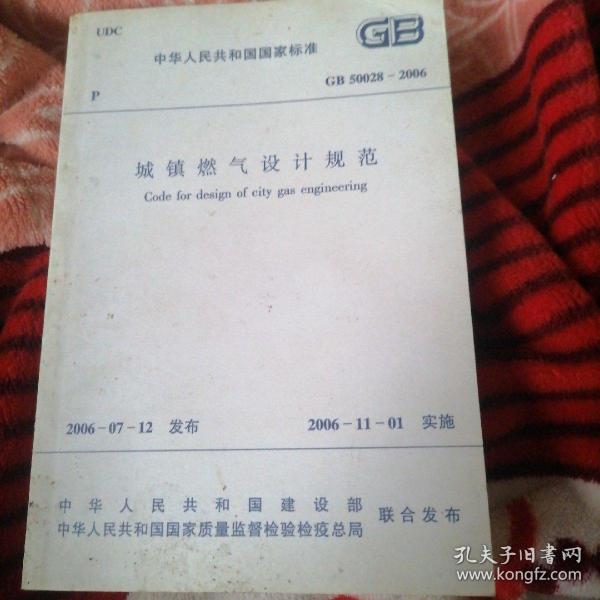 UDC
GB
中华人民共和国国家标准
P
GB 50028-2006
城镇燃气设计规范
Code for design of city gas engineering
2006-07-12 发布
2006-11-01 实施
中华人民共和国建设部
中华人民共和国国家质量监督检验检疫总局
联合发布
孔夫子旧书网
www.kongfz.com